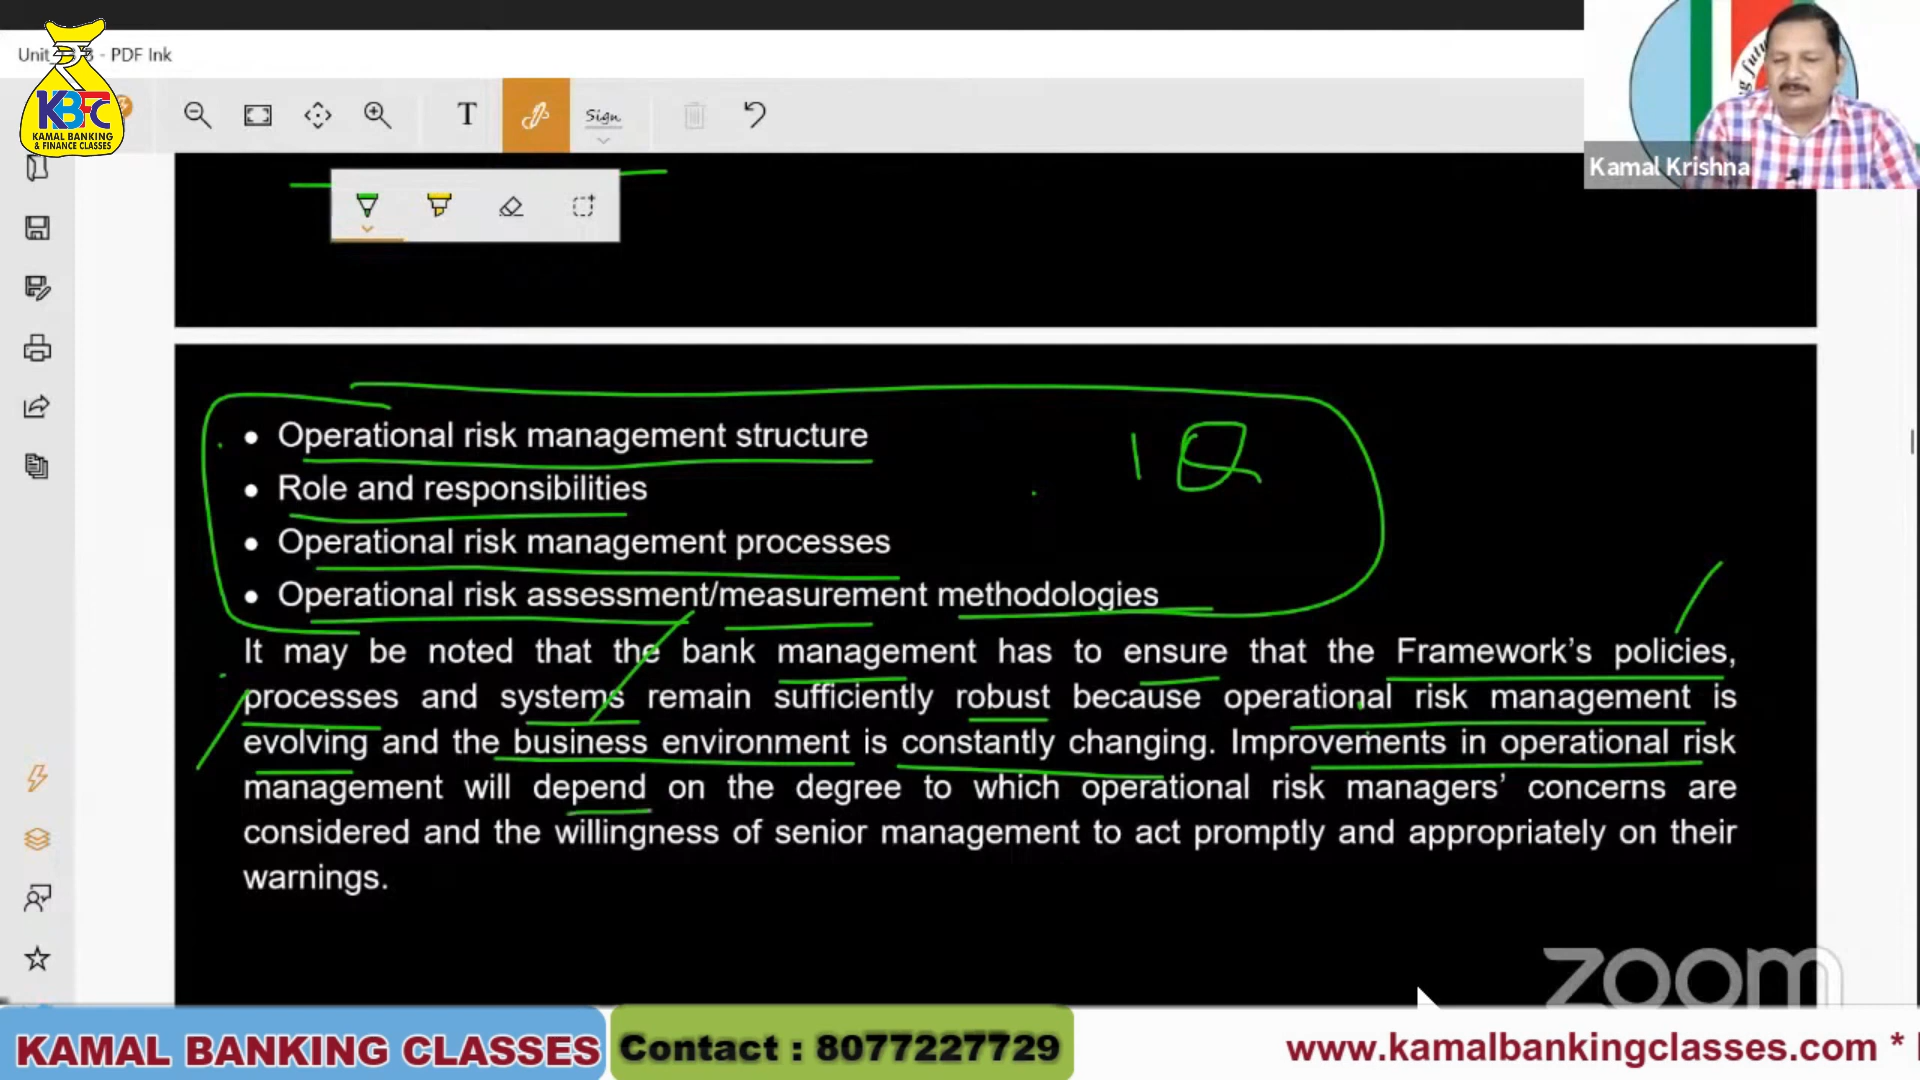 Unit
8 - PDF Ink
KBFC
KAMAL BANKING
& FINANCE CLASSES
T
Sign
Kamal Krishna
• Operational risk management structure
1 Q
• Role and responsibilities
• Operational risk management processes
• Operational risk assessment/measurement methodologies
It may be noted that the bank management has to ensure that the Framework's policies,
processes and systems remain sufficiently robust because operational risk management is
evolving and the business environment is constantly changing. Improvements in operational risk
management will depend on the degree to which operational risk managers' concerns are
considered and the willingness of senior management to act promptly and appropriately on their
warnings.
zoom
KAMAL BANKING CLASSES
Contact : 8077227729
www.kamalbankingclasses.com *